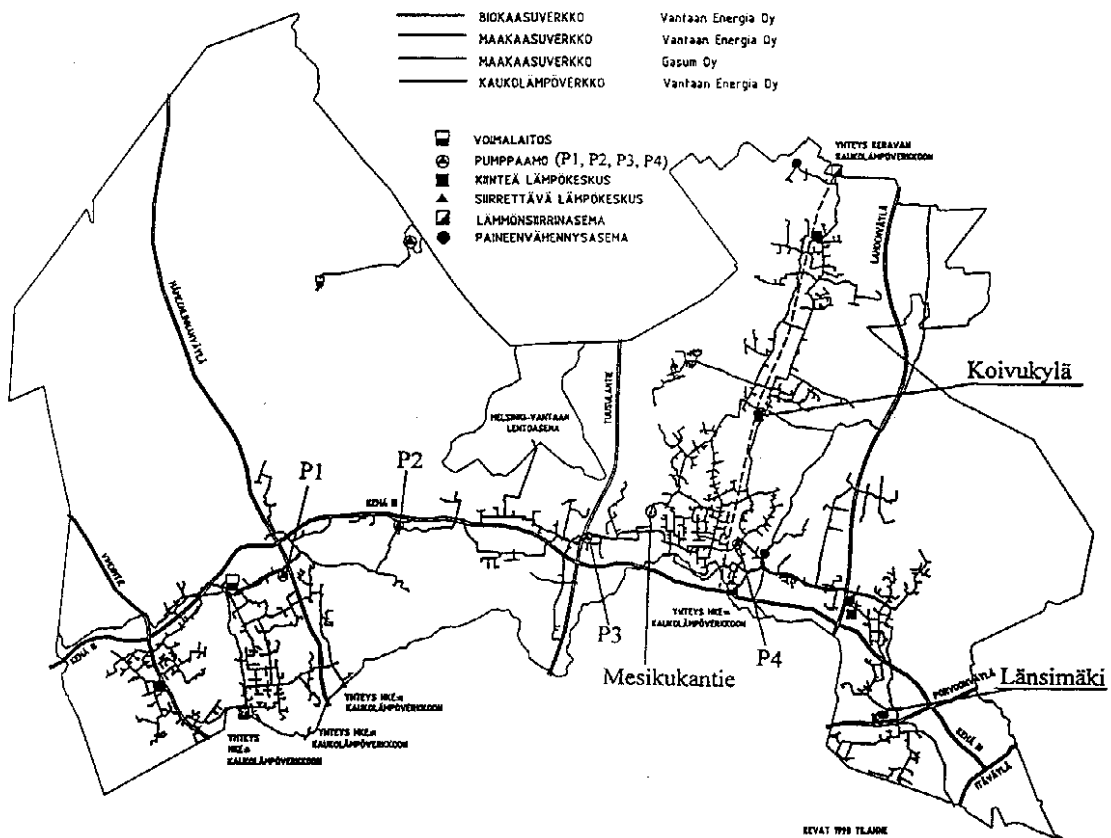 BIOKAASUVERKKO Vantaan Energia Oy
MAAKAASUVERKKO Vantaan Energia Oy
MAAKAASUVERKKO Gasum Oy
KAUKOLÄMPÖVERKKO Vantaan Energia Oy
VOIMALAITOS
PUMPPAAMO (P1, P2, P3, P4)
KIINTEÄ LÄMPÖKESKUS
SIIRRETTÄVÄ LÄMPÖKESKUS
LÄMMÖNSIIRRINASEMA
PAINEENVÄHENNYSASEMA
YHTEYS KERAVAN
KAUKOLÄMPÖVERKKOON
LAHDENVÄYLÄ
HÄMEENLINNANVÄYLÄ
TUUSULANTIE
Koivukylä
HELSINKI-VANTAAN
LENTOASEMA
P1
P2
KEHÄ III
VIHDINTIE
P3
YHTEYS HKE:n
KAUKOLÄMPÖVERKKOON
P4
Mesikukantie
Länsimäki
PORVOONVÄYLÄ
KEHÄ III
KEHÄ III
ITÄVÄYLÄ
YHTEYS HKE:n
KAUKOLÄMPÖVERKKOON
YHTEYS HKE:n
KAUKOLÄMPÖVERKKOON
YHTEYS
HKE:n
KAUKOLÄMPÖVERKKOON
KEVÄT 1998 TILANNE